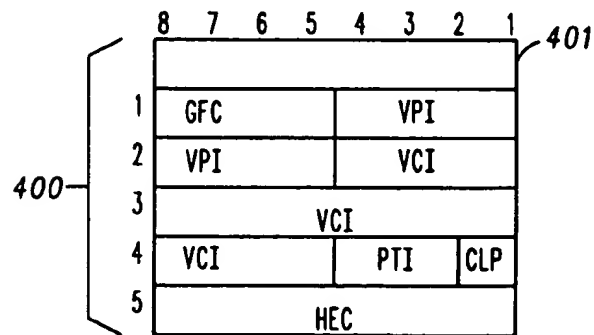 8 7 6 5 4 3 2 1
401
1 GFC VPI
2 VPI VCI
400
3 VCI
4 VCI PTI CLP
5 HEC